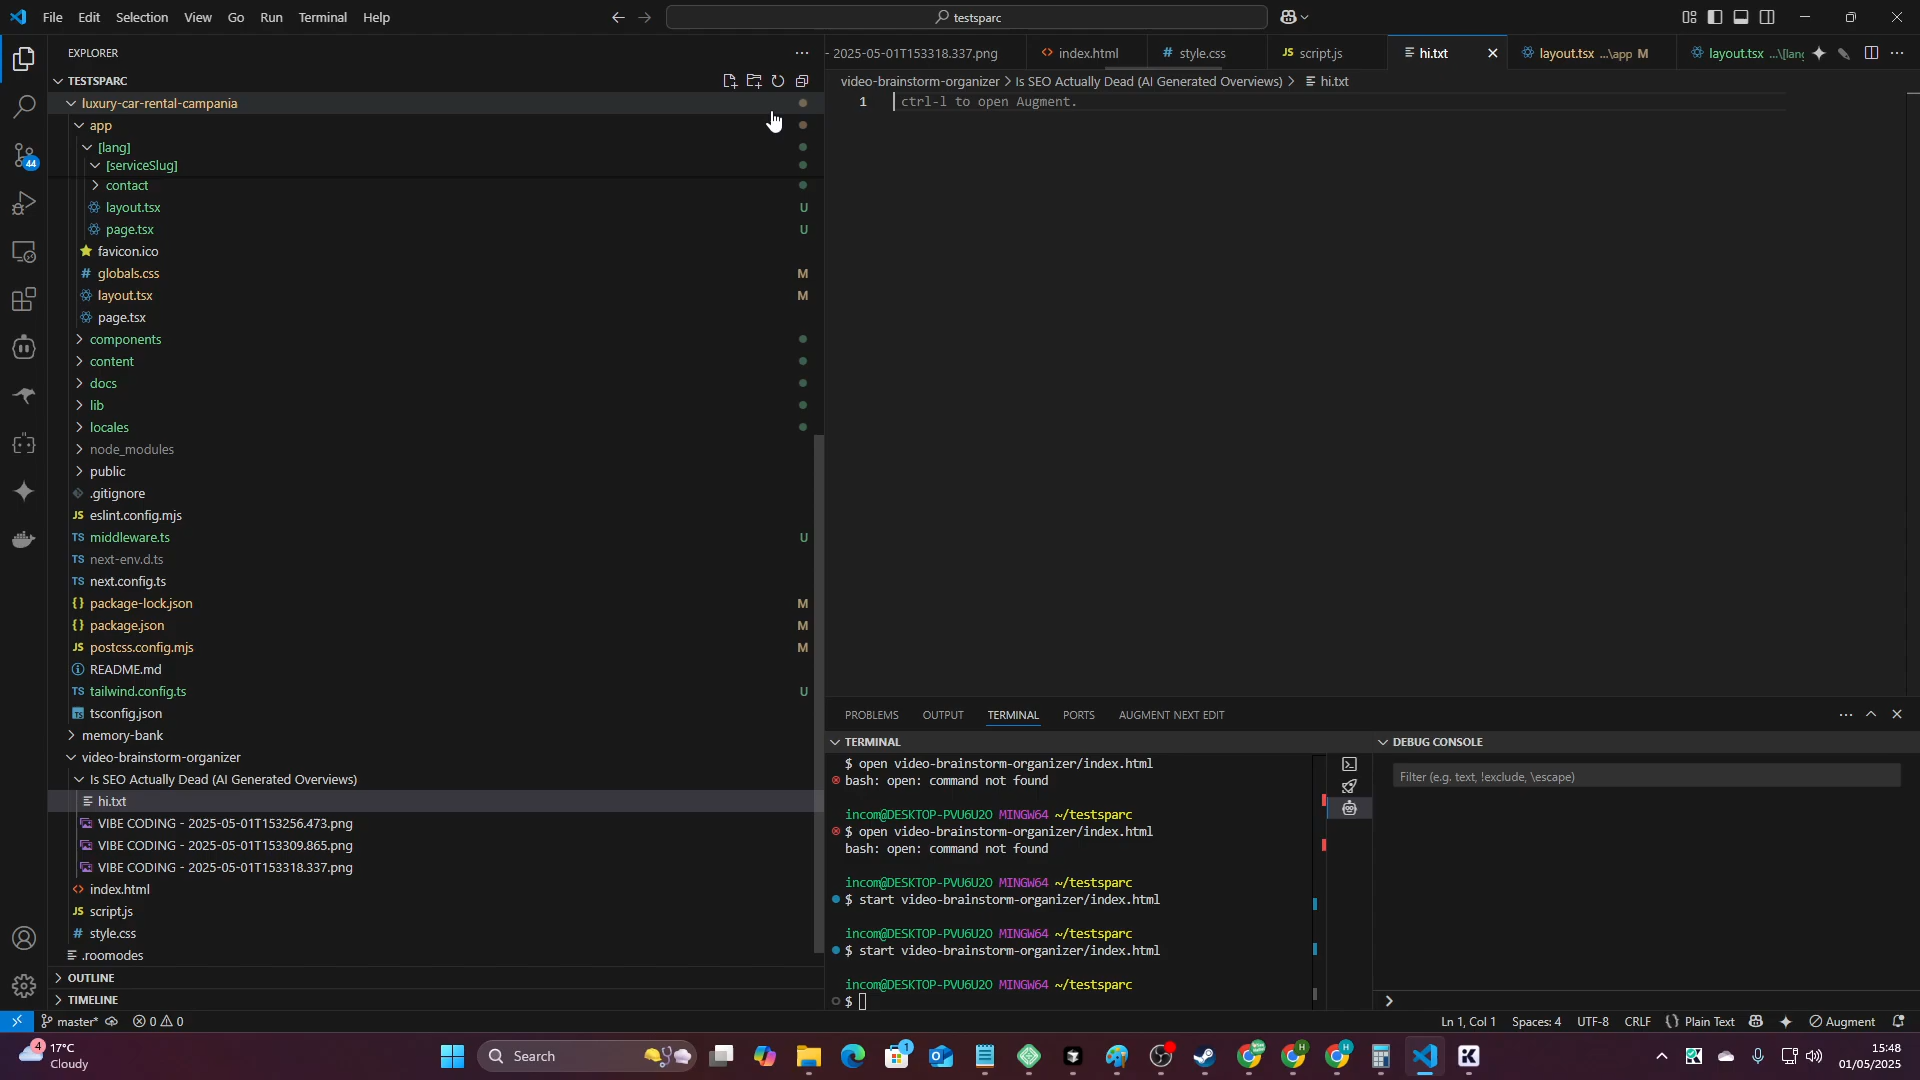 File Edit Selection View Go Run Terminal Help
testsparc
EXPLORER
TESTSPARC
luxury-car-rental-campania
app
[lang]
[serviceSlug]
contact
layout.tsx U
page.tsx U
favicon.ico
globals.css M
layout.tsx M
page.tsx
components
content
docs
lib
locales
node_modules
public
.gitignore
eslint.config.mjs
middleware.ts U
next-env.d.ts
next.config.ts
package-lock.json M
package.json M
postcss.config.mjs M
README.md
tailwind.config.ts U
tsconfig.json
memory-bank
video-brainstorm-organizer
Is SEO Actually Dead (AI Generated Overviews)
hi.txt
VIBE CODING - 2025-05-01T153256.473.png
VIBE CODING - 2025-05-01T153309.865.png
VIBE CODING - 2025-05-01T153318.337.png
index.html
script.js
style.css
.roomodes
OUTLINE
TIMELINE
44
- 2025-05-01T153318.337.png index.html style.css script.js hi.txt layout.tsx ...\app M layout.tsx ...\[lang
video-brainstorm-organizer > Is SEO Actually Dead (AI Generated Overviews) > hi.txt
1 ctrl-l to open Augment.
PROBLEMS OUTPUT TERMINAL PORTS AUGMENT NEXT EDIT
TERMINAL
$ open video-brainstorm-organizer/index.html
bash: open: command not found
incom@DESKTOP-PVU6U2O MINGW64 ~/testsparc
$ open video-brainstorm-organizer/index.html
bash: open: command not found
incom@DESKTOP-PVU6U2O MINGW64 ~/testsparc
$ start video-brainstorm-organizer/index.html
incom@DESKTOP-PVU6U2O MINGW64 ~/testsparc
$ start video-brainstorm-organizer/index.html
incom@DESKTOP-PVU6U2O MINGW64 ~/testsparc
$
DEBUG CONSOLE
Filter (e.g. text, !exclude, \escape)
master* 0 0 Ln 1, Col 1 Spaces: 4 UTF-8 CRLF {} Plain Text Augment
4 17°C
Cloudy
Search
1
15:48
01/05/2025